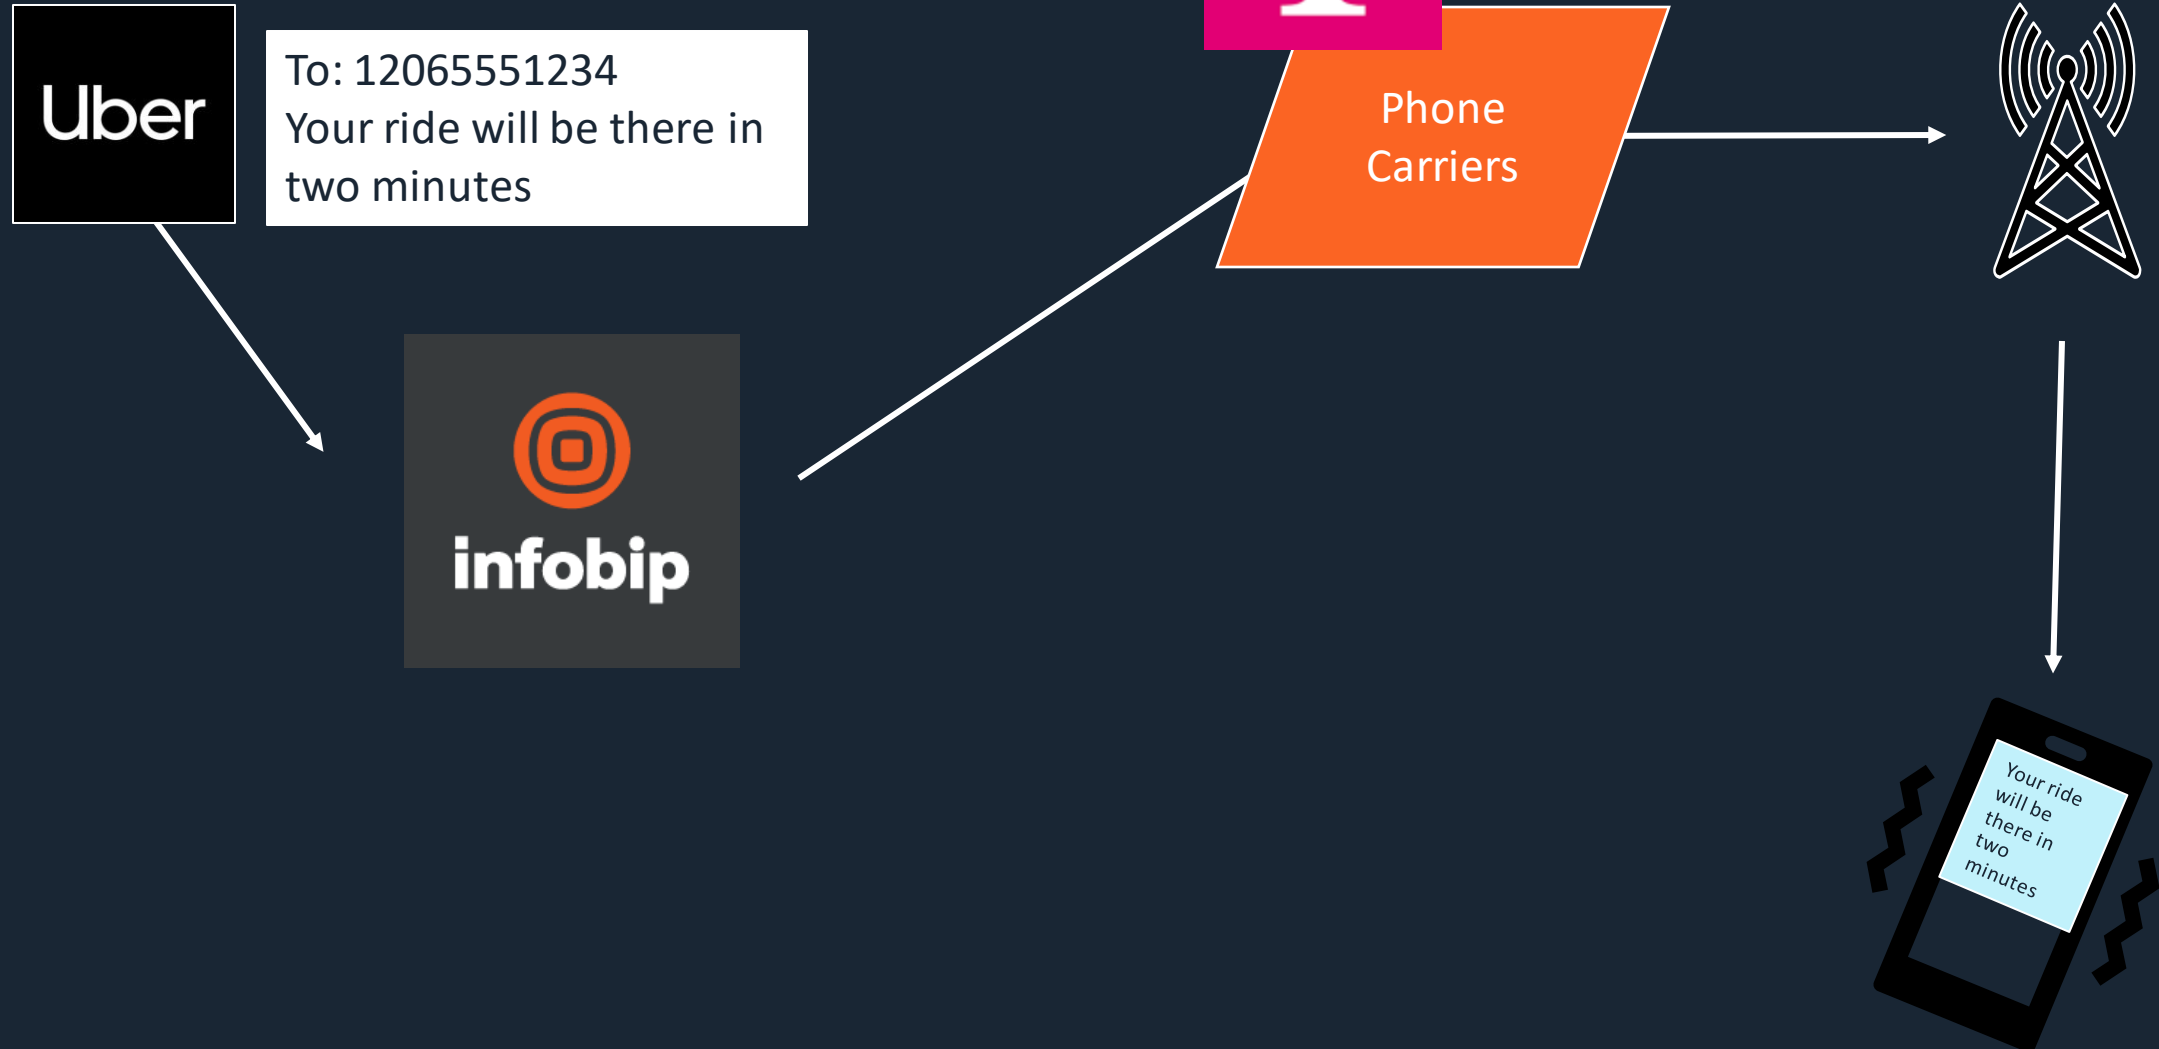 Uber
To: 12065551234
Your ride will be there in
two minutes
Phone
Carriers
infobip
Your ride
will be
there in
two
minutes